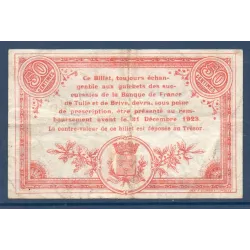 50 50
Ce Billet, toujours échan-
geable aux guichets des suc-
cursales de la Banque de France
de Tulle et de Brive, devra, sous peine
de prescription, être présenté au rem-
boursement avant le 31 Décembre 1923.
La contre-valeur de ce billet est déposée au Trésor